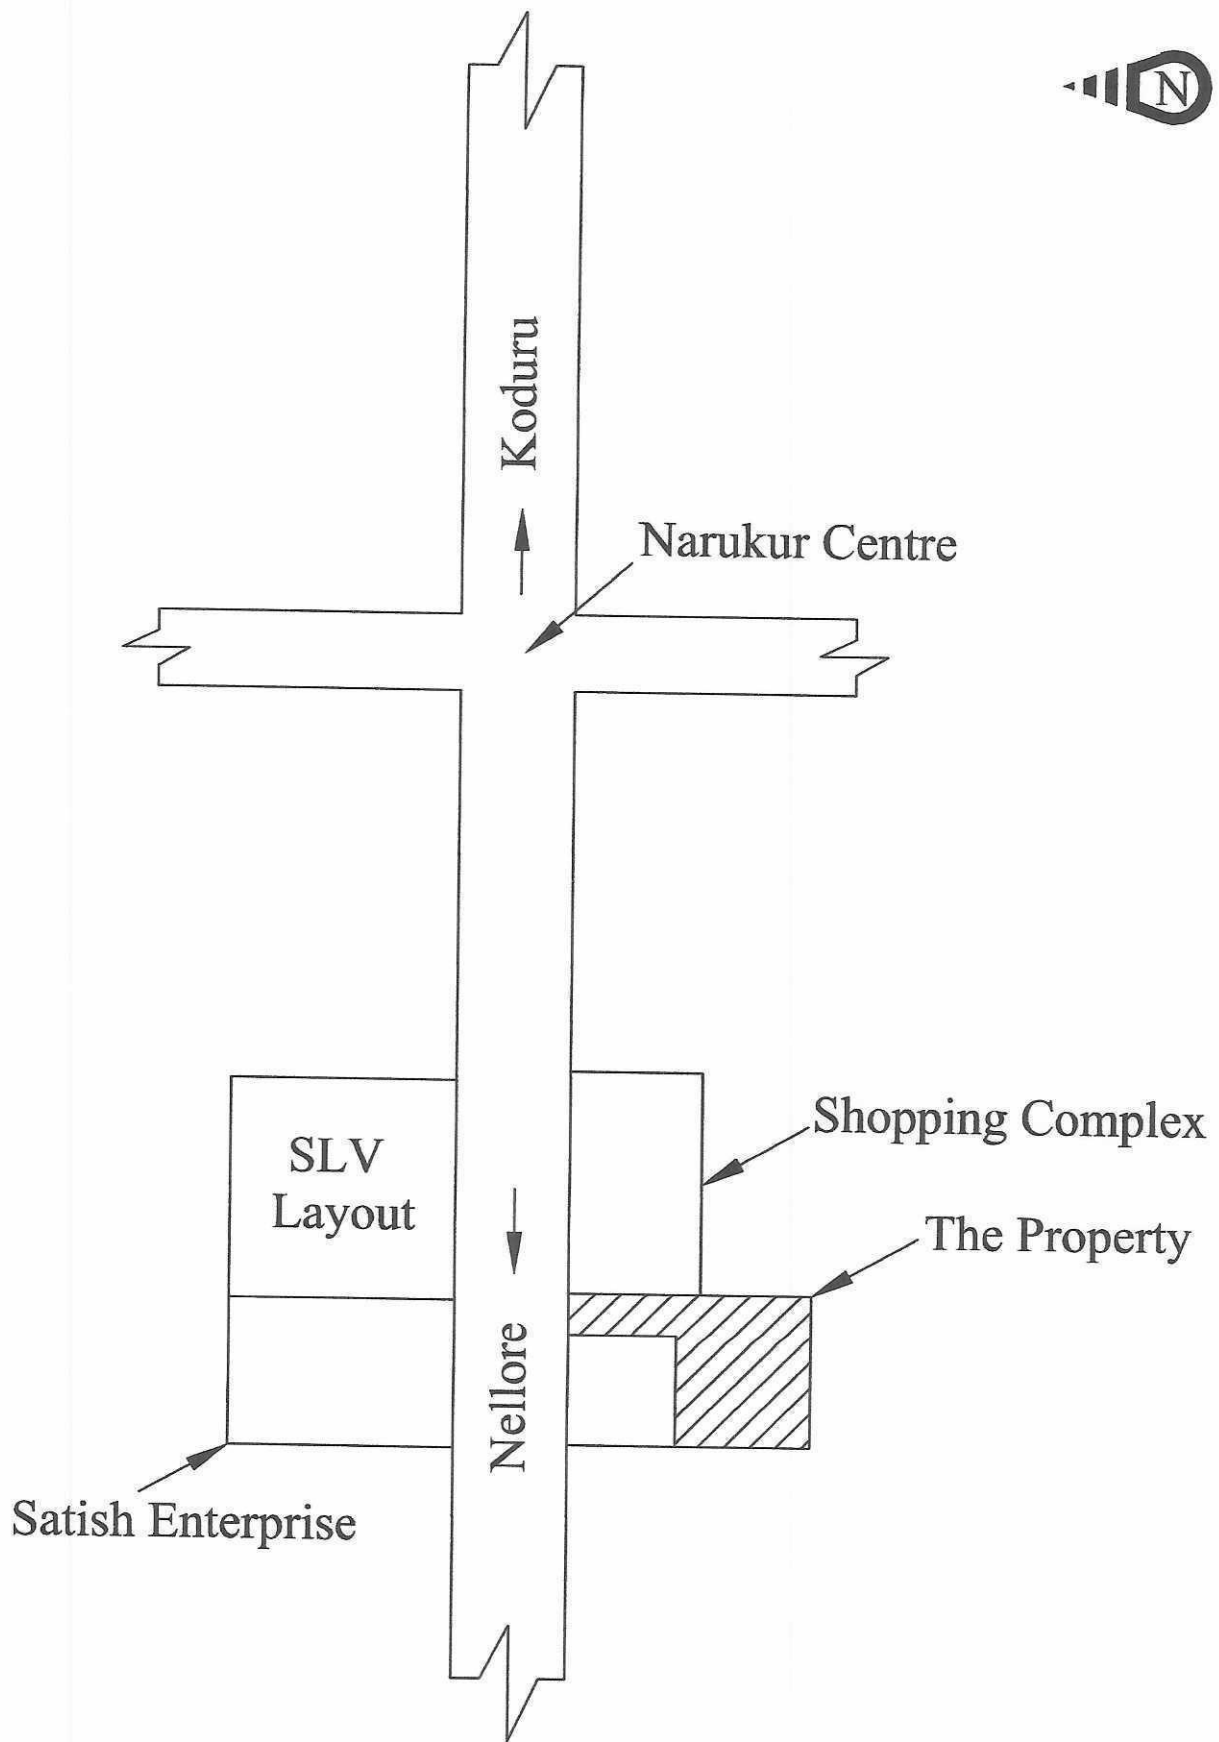 N
Koduru
Narukur Centre
Shopping Complex
SLV
Layout
The Property
Nellore
Satish Enterprise